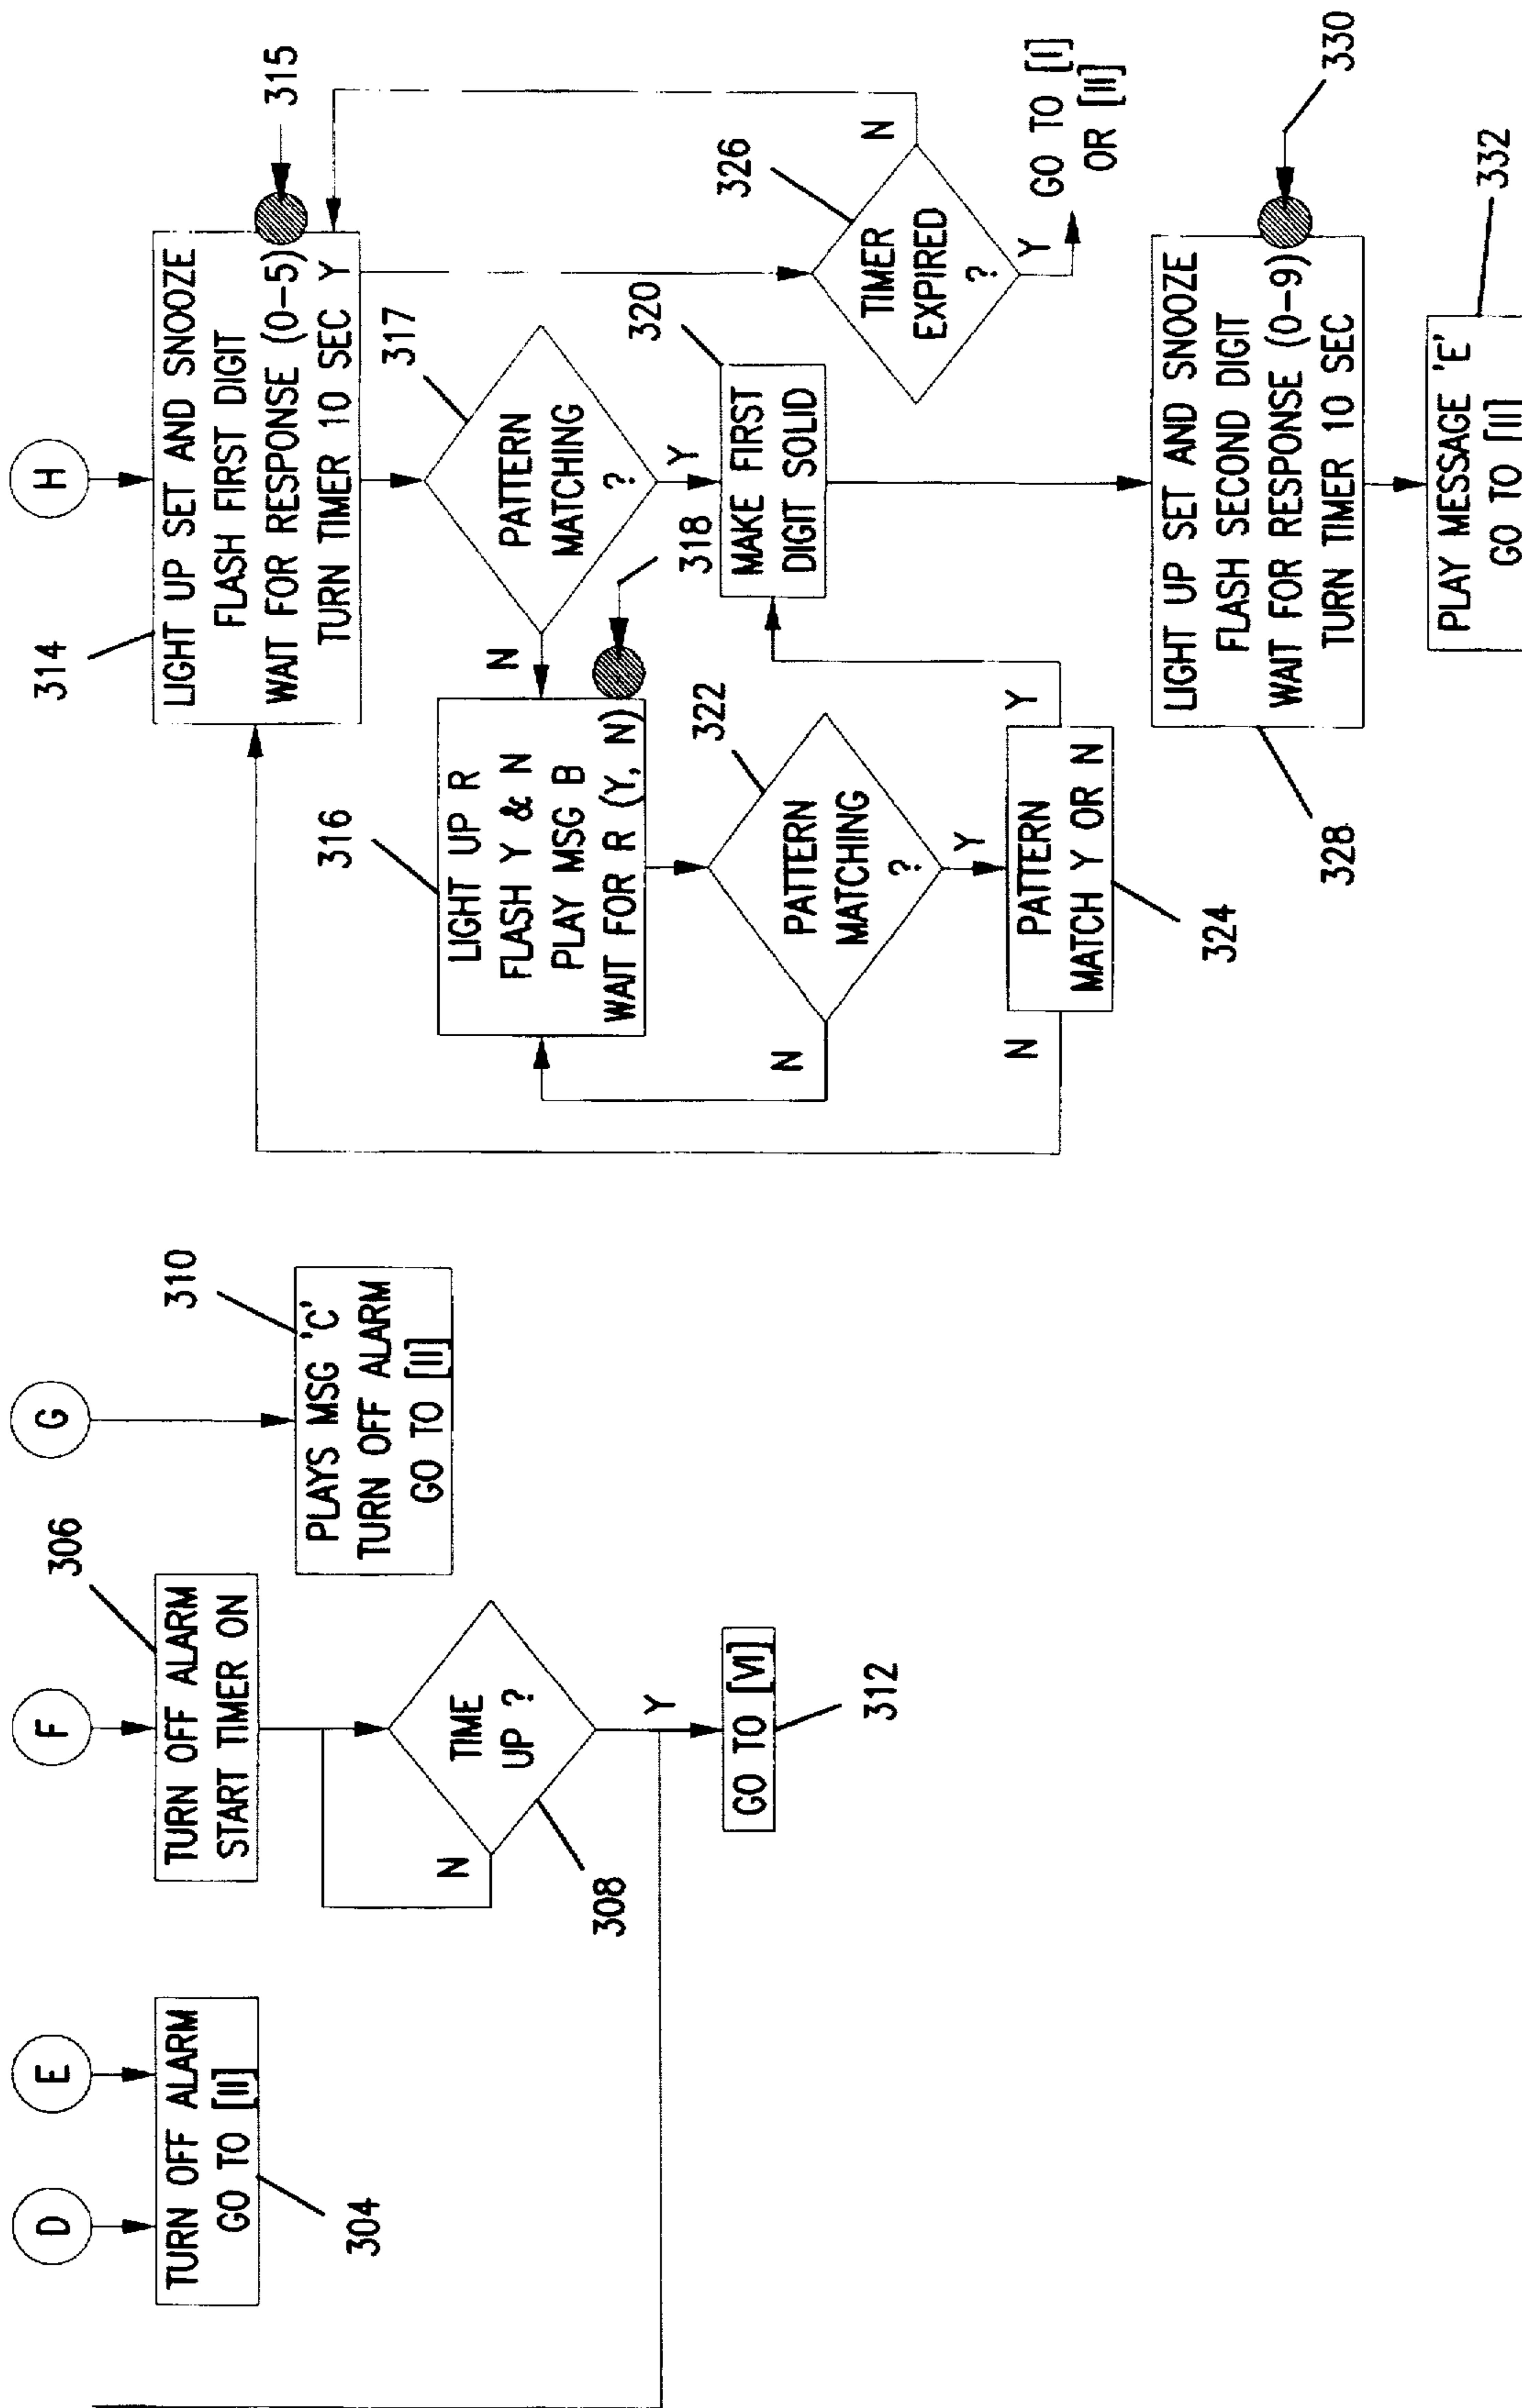 D
E
TURN OFF ALARM
GO TO [II]
304
F
306
TURN OFF ALARM
START TIMER ON
TIME
UP ?
N
Y
308
GO TO [VI]
312
G
310
PLAYS MSG 'C'
TURN OFF ALARM
GO TO [II]
H
314
LIGHT UP SET AND SNOOZE
FLASH FIRST DIGIT
WAIT FOR RESPONSE (0-5)
TURN TIMER 10 SEC Y
315
317
PATTERN
MATCHING
?
N
Y
316
LIGHT UP R
FLASH Y & N
PLAY MSG B
WAIT FOR R (Y, N)
318
320
MAKE FIRST
DIGIT SOLID
322
PATTERN
MATCHING
?
N
Y
PATTERN
MATCH Y OR N
N
Y
324
326
TIMER
EXPIRED
?
N
Y
GO TO [I]
OR [II]
LIGHT UP SET AND SNOOZE
FLASH SECOND DIGIT
WAIT FOR RESPONSE (0-9)
TURN TIMER 10 SEC
328
330
PLAY MESSAGE 'E'
GO TO [II]
332